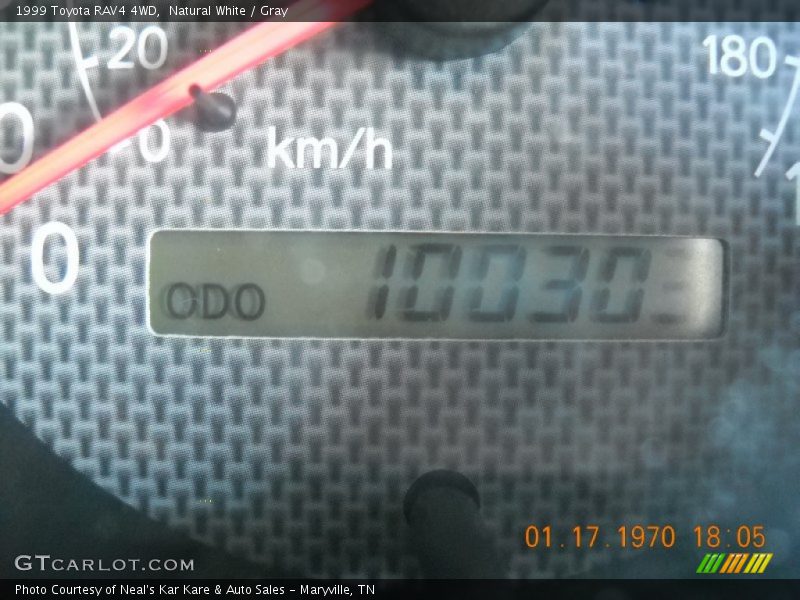 1999 Toyota RAV4 4WD, Natural White / Gray
20
180
0
km/h
0
ODO 10030
01.17.1970 18:05
GTCARLOT.COM
Photo Courtesy of Neal's Kar Kare & Auto Sales – Maryville, TN